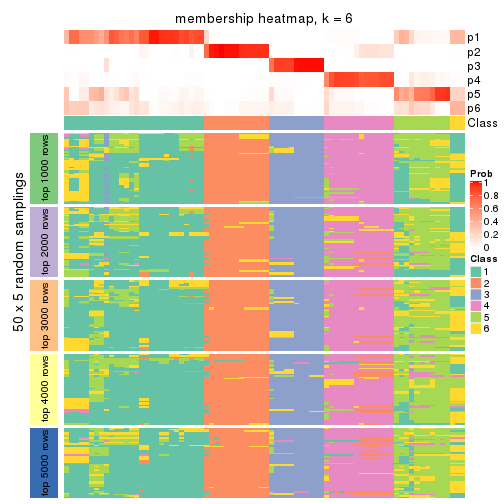 membership heatmap, k = 6
p1
p2
p3
p4
p5
p6
Class
50 x 5 random samplings
top 1000 rows
top 2000 rows
top 3000 rows
top 4000 rows
top 5000 rows
Prob
1
0.8
0.6
0.4
0.2
0
Class
1
2
3
4
5
6